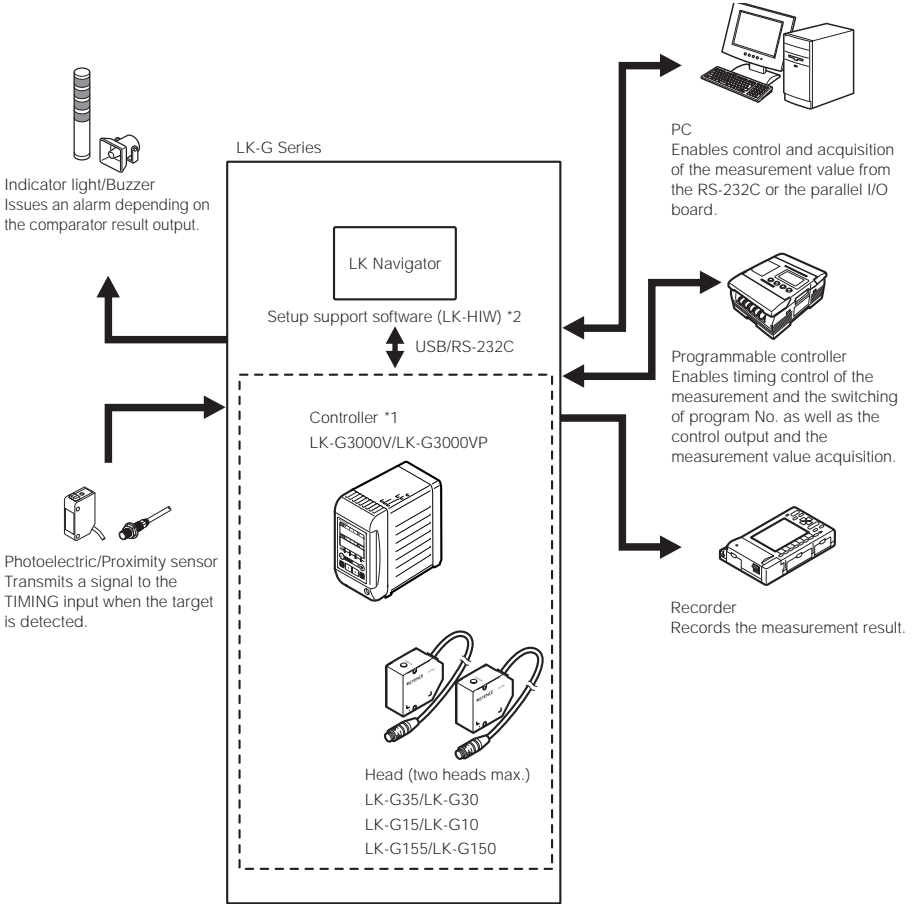 LK-G Series
Indicator light/Buzzer
Issues an alarm depending on
the comparator result output.
Photoelectric/Proximity sensor
Transmits a signal to the
TIMING input when the target
is detected.
LK Navigator
Setup support software (LK-HIW) *2
USB/RS-232C
Controller *1
LK-G3000V/LK-G3000VP
KEYENCE
KEYENCE
Head (two heads max.)
LK-G35/LK-G30
LK-G15/LK-G10
LK-G155/LK-G150
PC
Enables control and acquisition
of the measurement value from
the RS-232C or the parallel I/O
board.
Programmable controller
Enables timing control of the
measurement and the switching
of program No. as well as the
control output and the
measurement value acquisition.
Recorder
Records the measurement result.